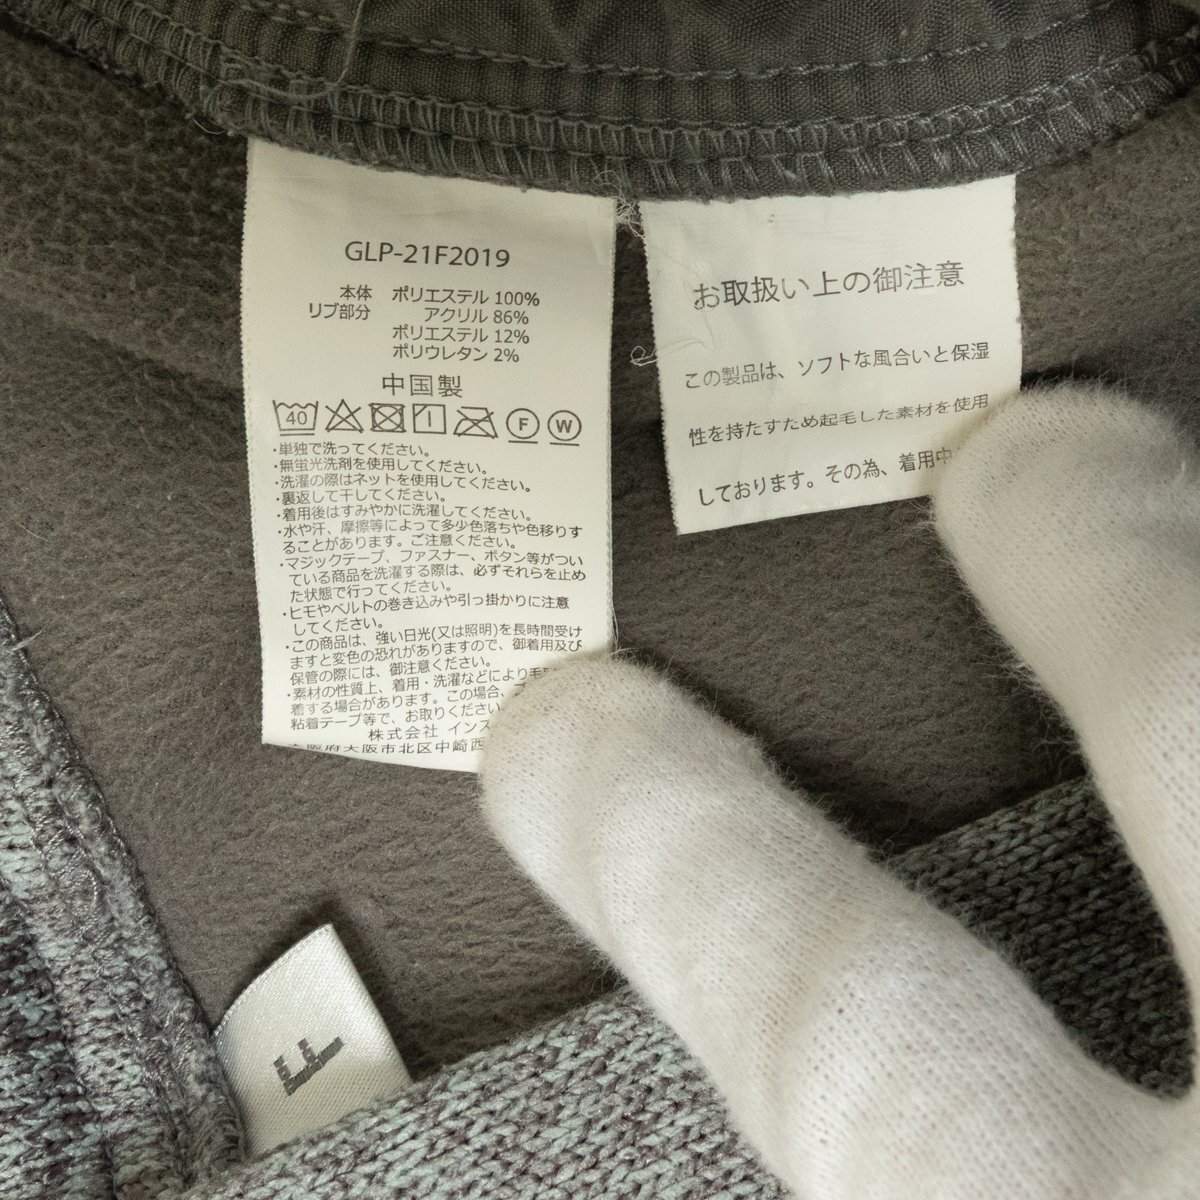 GLP-21F2019
本体 ポリエステル 100%
リブ部分 アクリル 86%
ポリエステル 12%
ポリウレタン 2%
中国製
40 F W
・単独で洗ってください。
・無蛍光洗剤を使用してください。
・洗濯の際はネットを使用してください。
・裏返して干してください。
・着用後はすみやかに洗濯してください。
・水や汗、摩擦等によって多少色落ちや色移りす
ることがあります。ご注意ください。
・マジックテープ、ファスナー、ボタン等がつい
ている商品を洗濯する際は、必ずそれらを止め
た状態で行ってください。
・ヒモやベルトの巻き込みや引っ掛かりに注意
してください。
・この商品は、強い日光(又は照明)を長時間受け
ますと変色の恐れがありますので、御着用及び
保管の際には、御注意ください。
・素材の性質上、着用・洗濯などにより毛
着する場合があります。この場合、
粘着テープ等で、お取りください
株式会社 インス
大阪府大阪市北区中崎西
お取扱い上の御注意
この製品は、ソフトな風合いと保湿
性を持たすため起毛した素材を使用
しております。その為、着用中
F